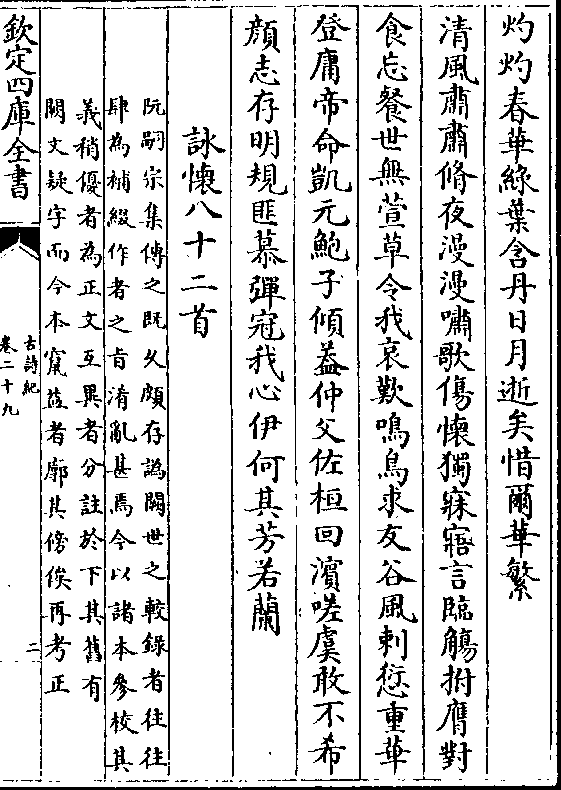 灼灼春華綠葉含丹日月逝矣惜爾華繁
清風肅肅脩夜漫漫嘯歌傷懷獨寐寤言臨觴拊膺對
食忘餐世無萱草令我哀歎鳴鳥求友谷風刺愆重華
登庸帝命凱元鮑子傾蓋仲父佐桓回濱嗟虞敢不希
顔志存明規匪慕彈冠我心伊何其芳若蘭
詠懷八十二首
阮嗣宗集傳之既久頗存譌闕世之較錄者往往
肆為補綴作者之㫖淆亂甚焉今以諸本參校其
義稍優者為正文互異者分註於下其舊有
闕文疑字而今本竄益者廓其傍俟再考正
欽定四庫全書
古詩紀
卷二十九
二